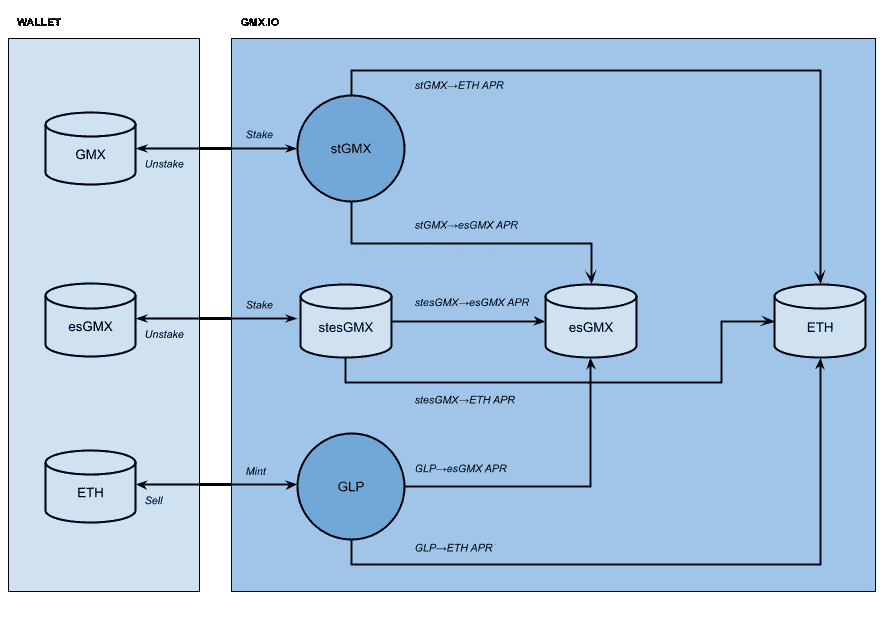 WALLET
GMX.IO
stGMX→ETH APR
Stake
GMX
stGMX
Unstake
stGMX→esGMX APR
Stake
stesGMX→esGMX APR
esGMX
stesGMX
esGMX
ETH
Unstake
stesGMX→ETH APR
Mint
GLP→esGMX APR
ETH
GLP
Sell
GLP→ETH APR